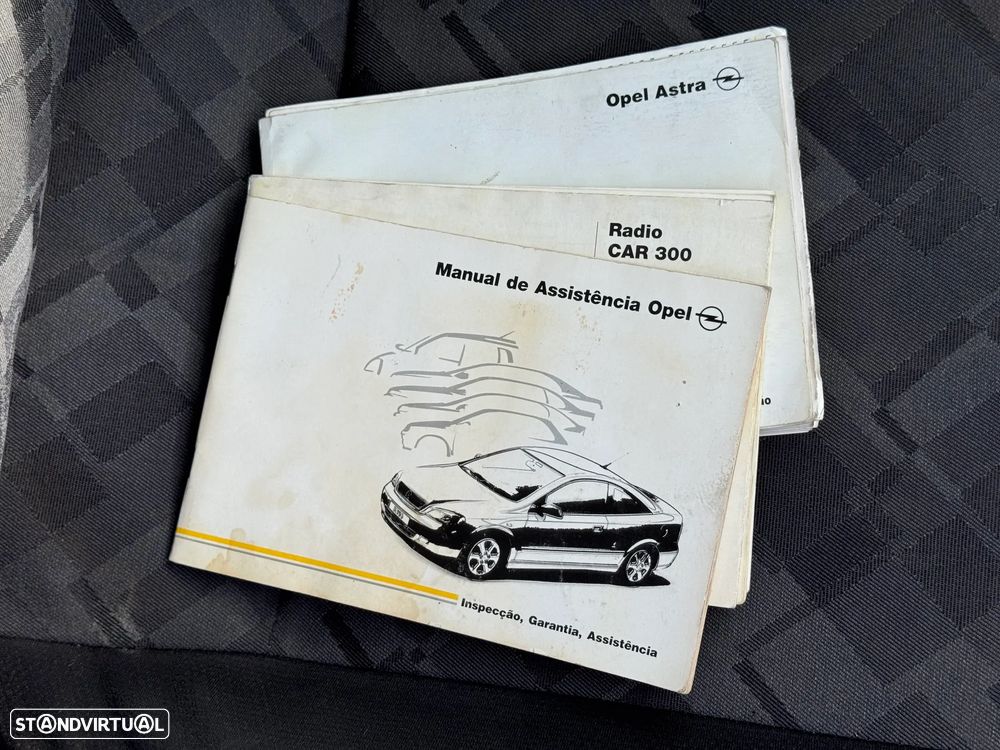 Opel Astra
Radio
CAR 300
Manual de Assistência Opel
Inspecção, Garantia, Assistência
STANDVIRTUAL